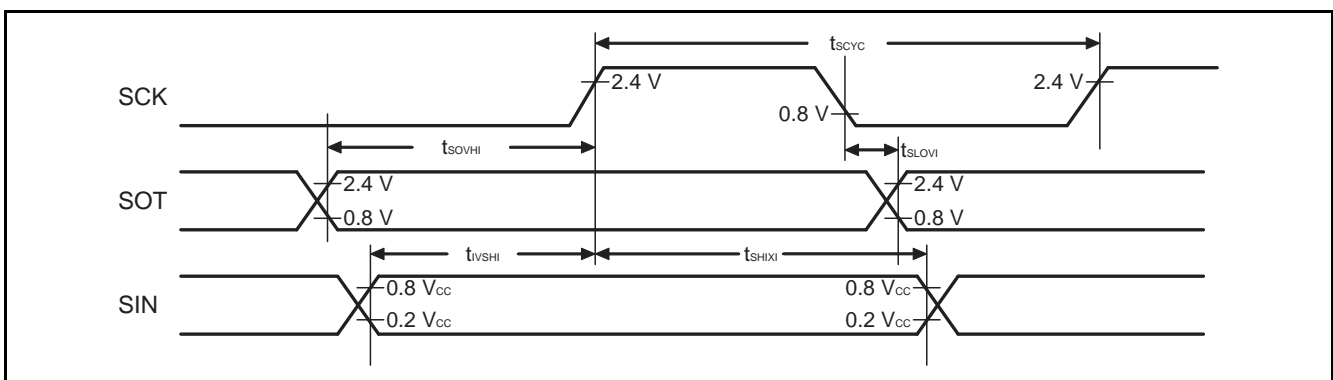 tSCYC
SCK
2.4 V
0.8 V
2.4 V
tSOVHI
tSLOVI
SOT
2.4 V
0.8 V
2.4 V
0.8 V
tIVSHI
tSHIXI
SIN
0.8 VCC
0.2 VCC
0.8 VCC
0.2 VCC